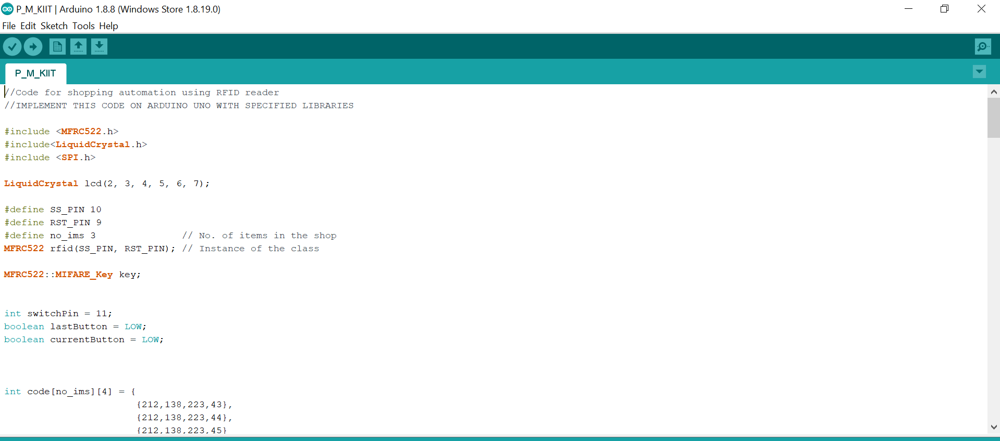 P_M_KIIT | Arduino 1.8.8 (Windows Store 1.8.19.0)
File Edit Sketch Tools Help
P_M_KIIT
//Code for shopping automation using RFID reader
//IMPLEMENT THIS CODE ON ARDUINO UNO WITH SPECIFIED LIBRARIES
#include <MFRC522.h>
#include<LiquidCrystal.h>
#include <SPI.h>
LiquidCrystal lcd(2, 3, 4, 5, 6, 7);
#define SS_PIN 10
#define RST_PIN 9
#define no_ims 3 // No. of items in the shop
MFRC522 rfid(SS_PIN, RST_PIN); // Instance of the class
MFRC522::MIFARE_Key key;
int switchPin = 11;
boolean lastButton = LOW;
boolean currentButton = LOW;
int code[no_ims][4] = {
{212,138,223,43},
{212,138,223,44},
{212,138,223,45}